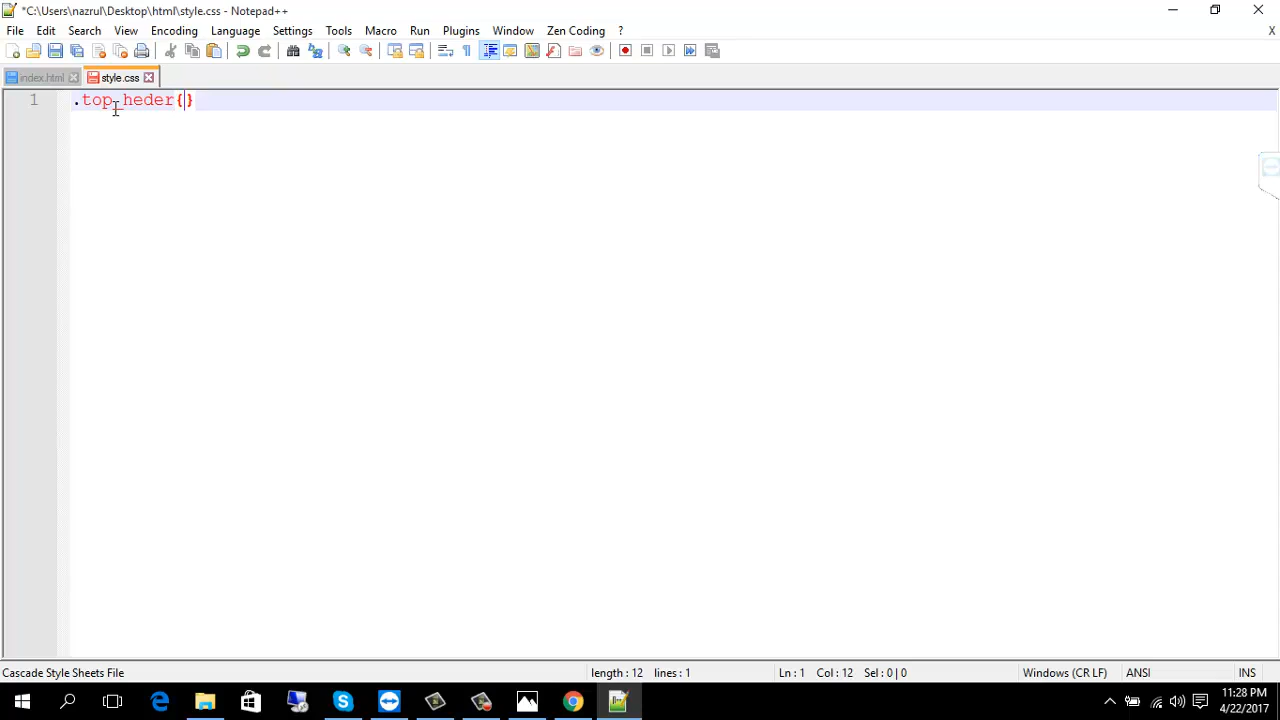 *C:\Users\nazrul\Desktop\html\style.css - Notepad++
File Edit Search View Encoding Language Settings Tools Macro Run Plugins Window Zen Coding ? X
index.html style.css
1 .top_heder{}
Cascade Style Sheets File length : 12 lines : 1 Ln : 1 Col : 12 Sel : 0 | 0 Windows (CR LF) ANSI INS
11:28 PM
4/22/2017